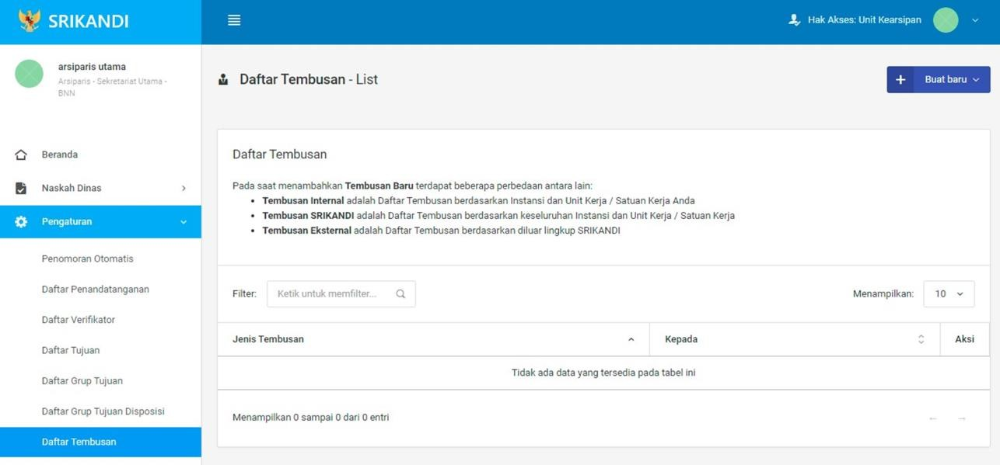 SRIKANDI
Hak Akses: Unit Kearsipan
arsiparis utama
Arsiparis - Sekretariat Utama -
BNN
Beranda
Naskah Dinas
Pengaturan
Penomoran Otomatis
Daftar Penandatanganan
Daftar Verifikator
Daftar Tujuan
Daftar Grup Tujuan
Daftar Grup Tujuan Disposisi
Daftar Tembusan
Daftar Tembusan - List
+ Buat baru
Daftar Tembusan
Pada saat menambahkan Tembusan Baru terdapat beberapa perbedaan antara lain:
• Tembusan Internal adalah Daftar Tembusan berdasarkan Instansi dan Unit Kerja / Satuan Kerja Anda
• Tembusan SRIKANDI adalah Daftar Tembusan berdasarkan keseluruhan Instansi dan Unit Kerja / Satuan Kerja
• Tembusan Eksternal adalah Daftar Tembusan berdasarkan diluar lingkup SRIKANDI
Filter: Ketik untuk memfilter... Menampilkan: 10
Jenis Tembusan Kepada Aksi
Tidak ada data yang tersedia pada tabel ini
Menampilkan 0 sampai 0 dari 0 entri ← →